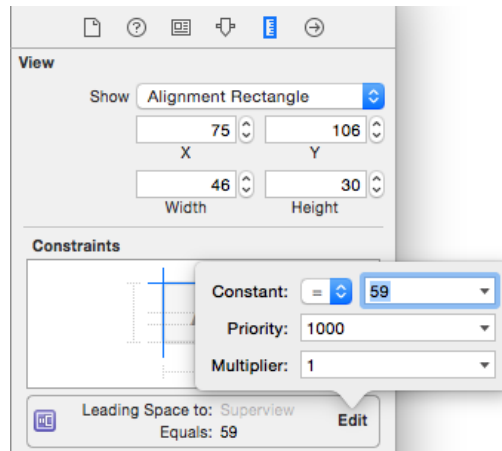 View
Show Alignment Rectangle
75 106
X Y
46 30
Width Height
Constraints
Constant: = 59
Priority: 1000
Multiplier: 1
Leading Space to: Superview
Edit
Equals: 59